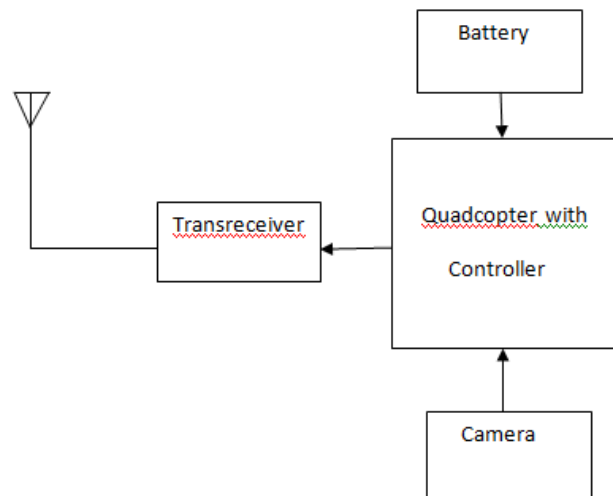 Battery
Transreceiver
Quadcopter with
Controller
Camera